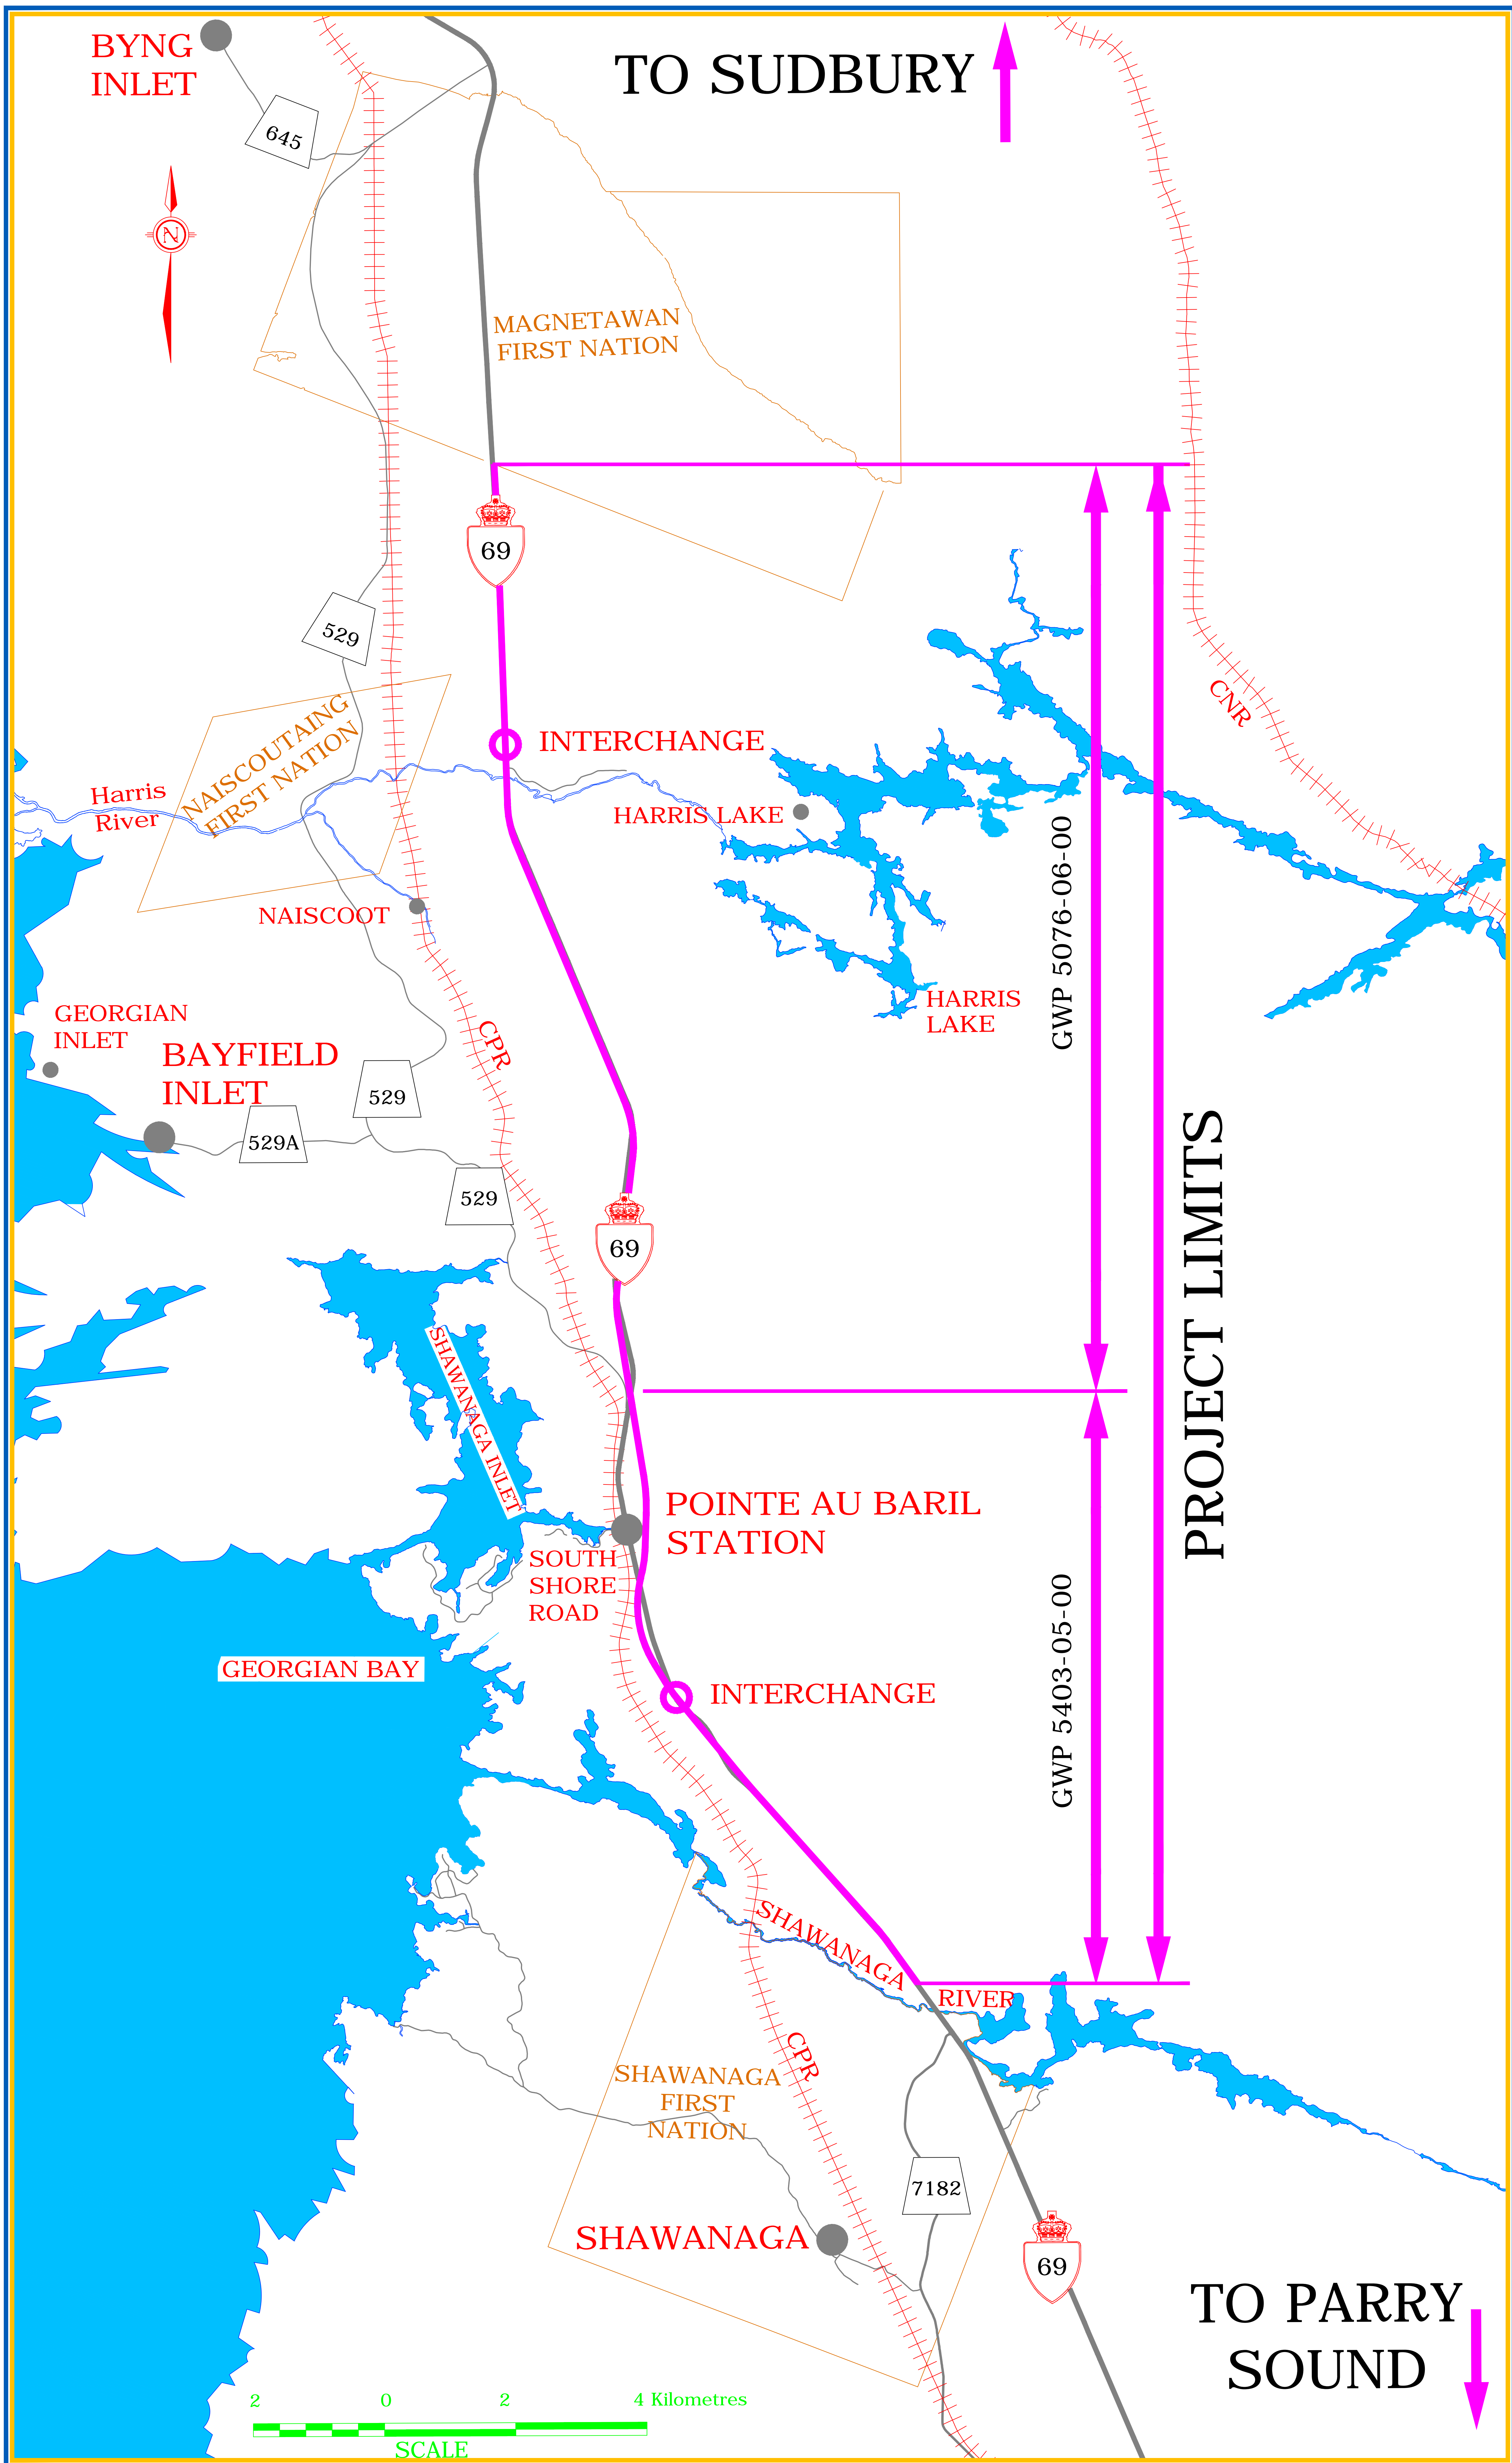 BYNG
INLET
TO SUDBURY
645
N
MAGNETAWAN
FIRST NATION
69
529
CNR
NAISCOUTAING
FIRST NATION
INTERCHANGE
Harris
River
HARRIS LAKE
GWP 5076-06-00
NAISCOOT
HARRIS
LAKE
GEORGIAN
INLET
BAYFIELD
INLET
CPR
529
529A
529
69
PROJECT LIMITS
SHAWANAGA INLET
POINTE AU BARIL
STATION
SOUTH
SHORE
ROAD
GEORGIAN BAY
INTERCHANGE
GWP 5403-05-00
SHAWANAGA
RIVER
CPR
SHAWANAGA
FIRST
NATION
7182
SHAWANAGA
69
TO PARRY
SOUND
2 0 2 4 Kilometres
SCALE